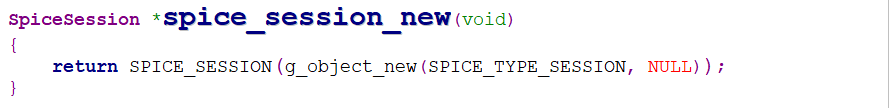 SpiceSession *spice_session_new(void)
{
    return SPICE_SESSION(g_object_new(SPICE_TYPE_SESSION, NULL));
}